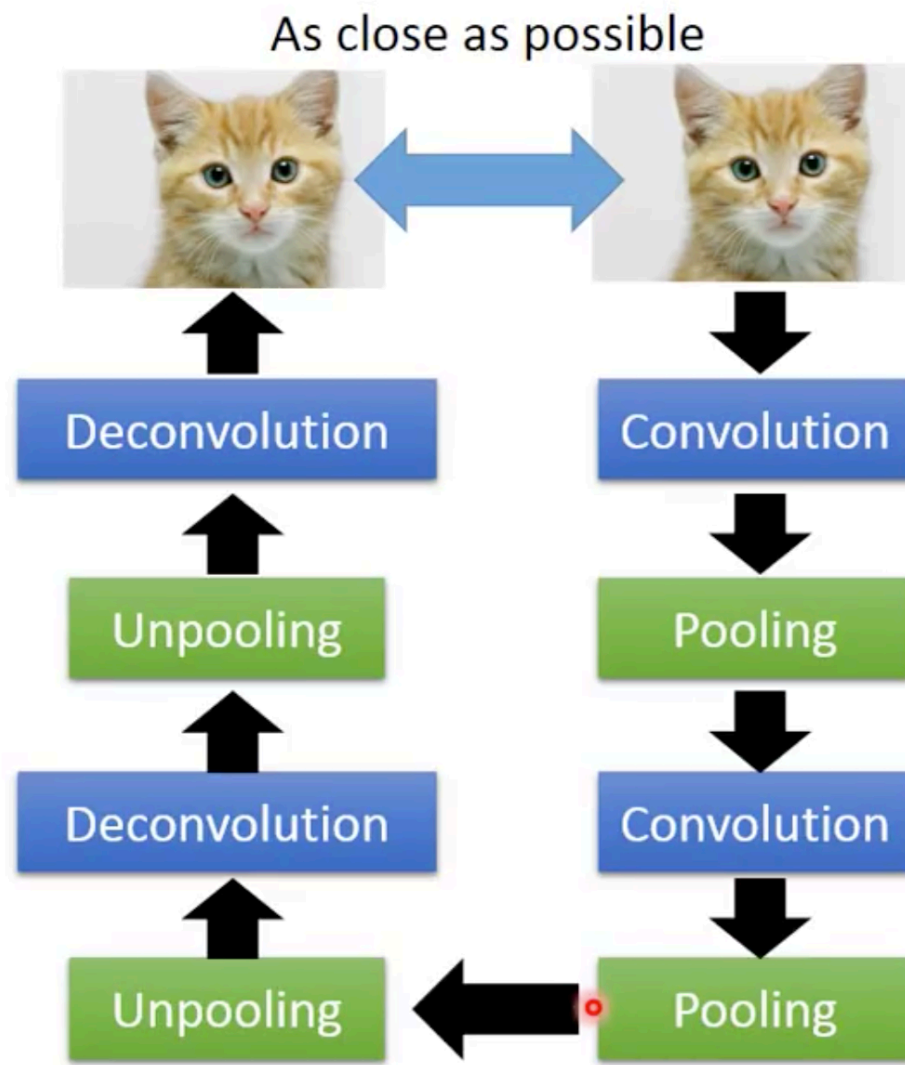 As close as possible
Deconvolution
Convolution
Unpooling
Pooling
Deconvolution
Convolution
Unpooling
Pooling